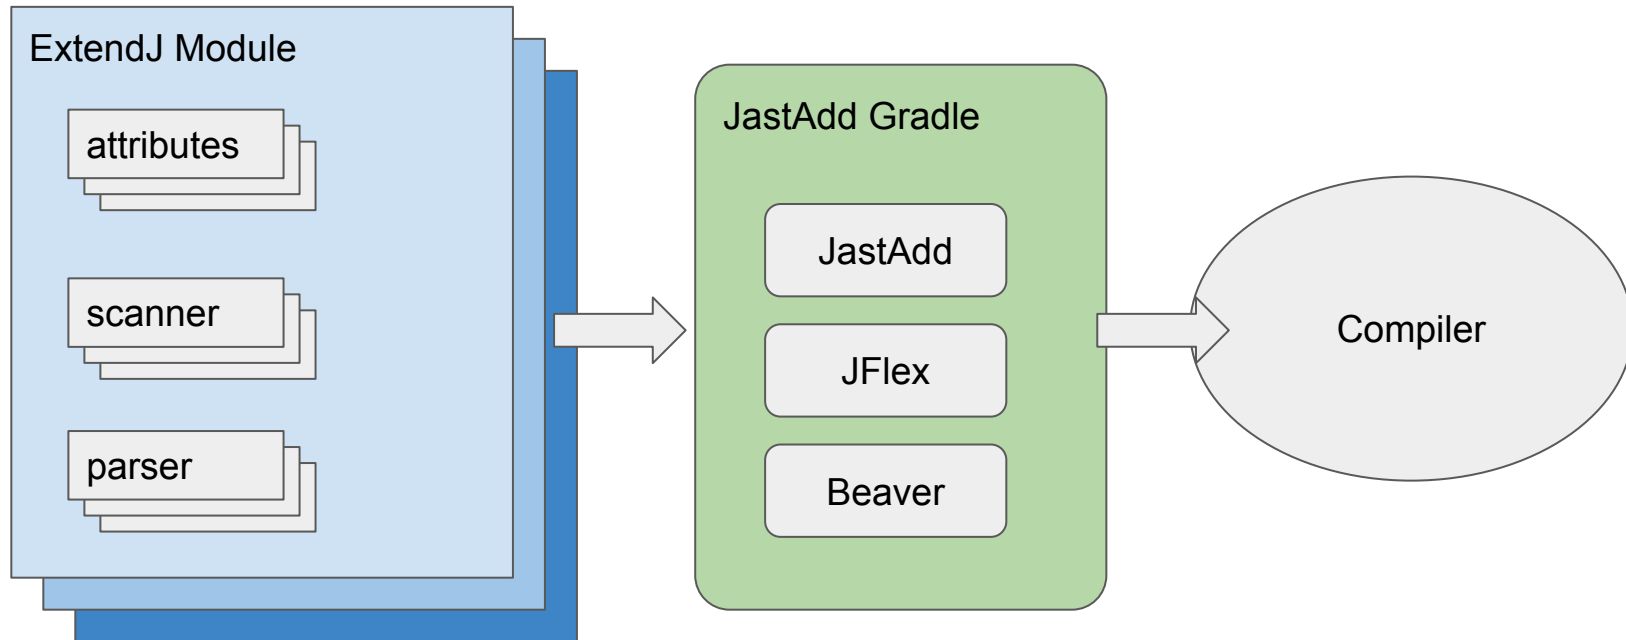 ExtendJ Module
attributes
scanner
parser
JastAdd Gradle
JastAdd
JFlex
Beaver
Compiler